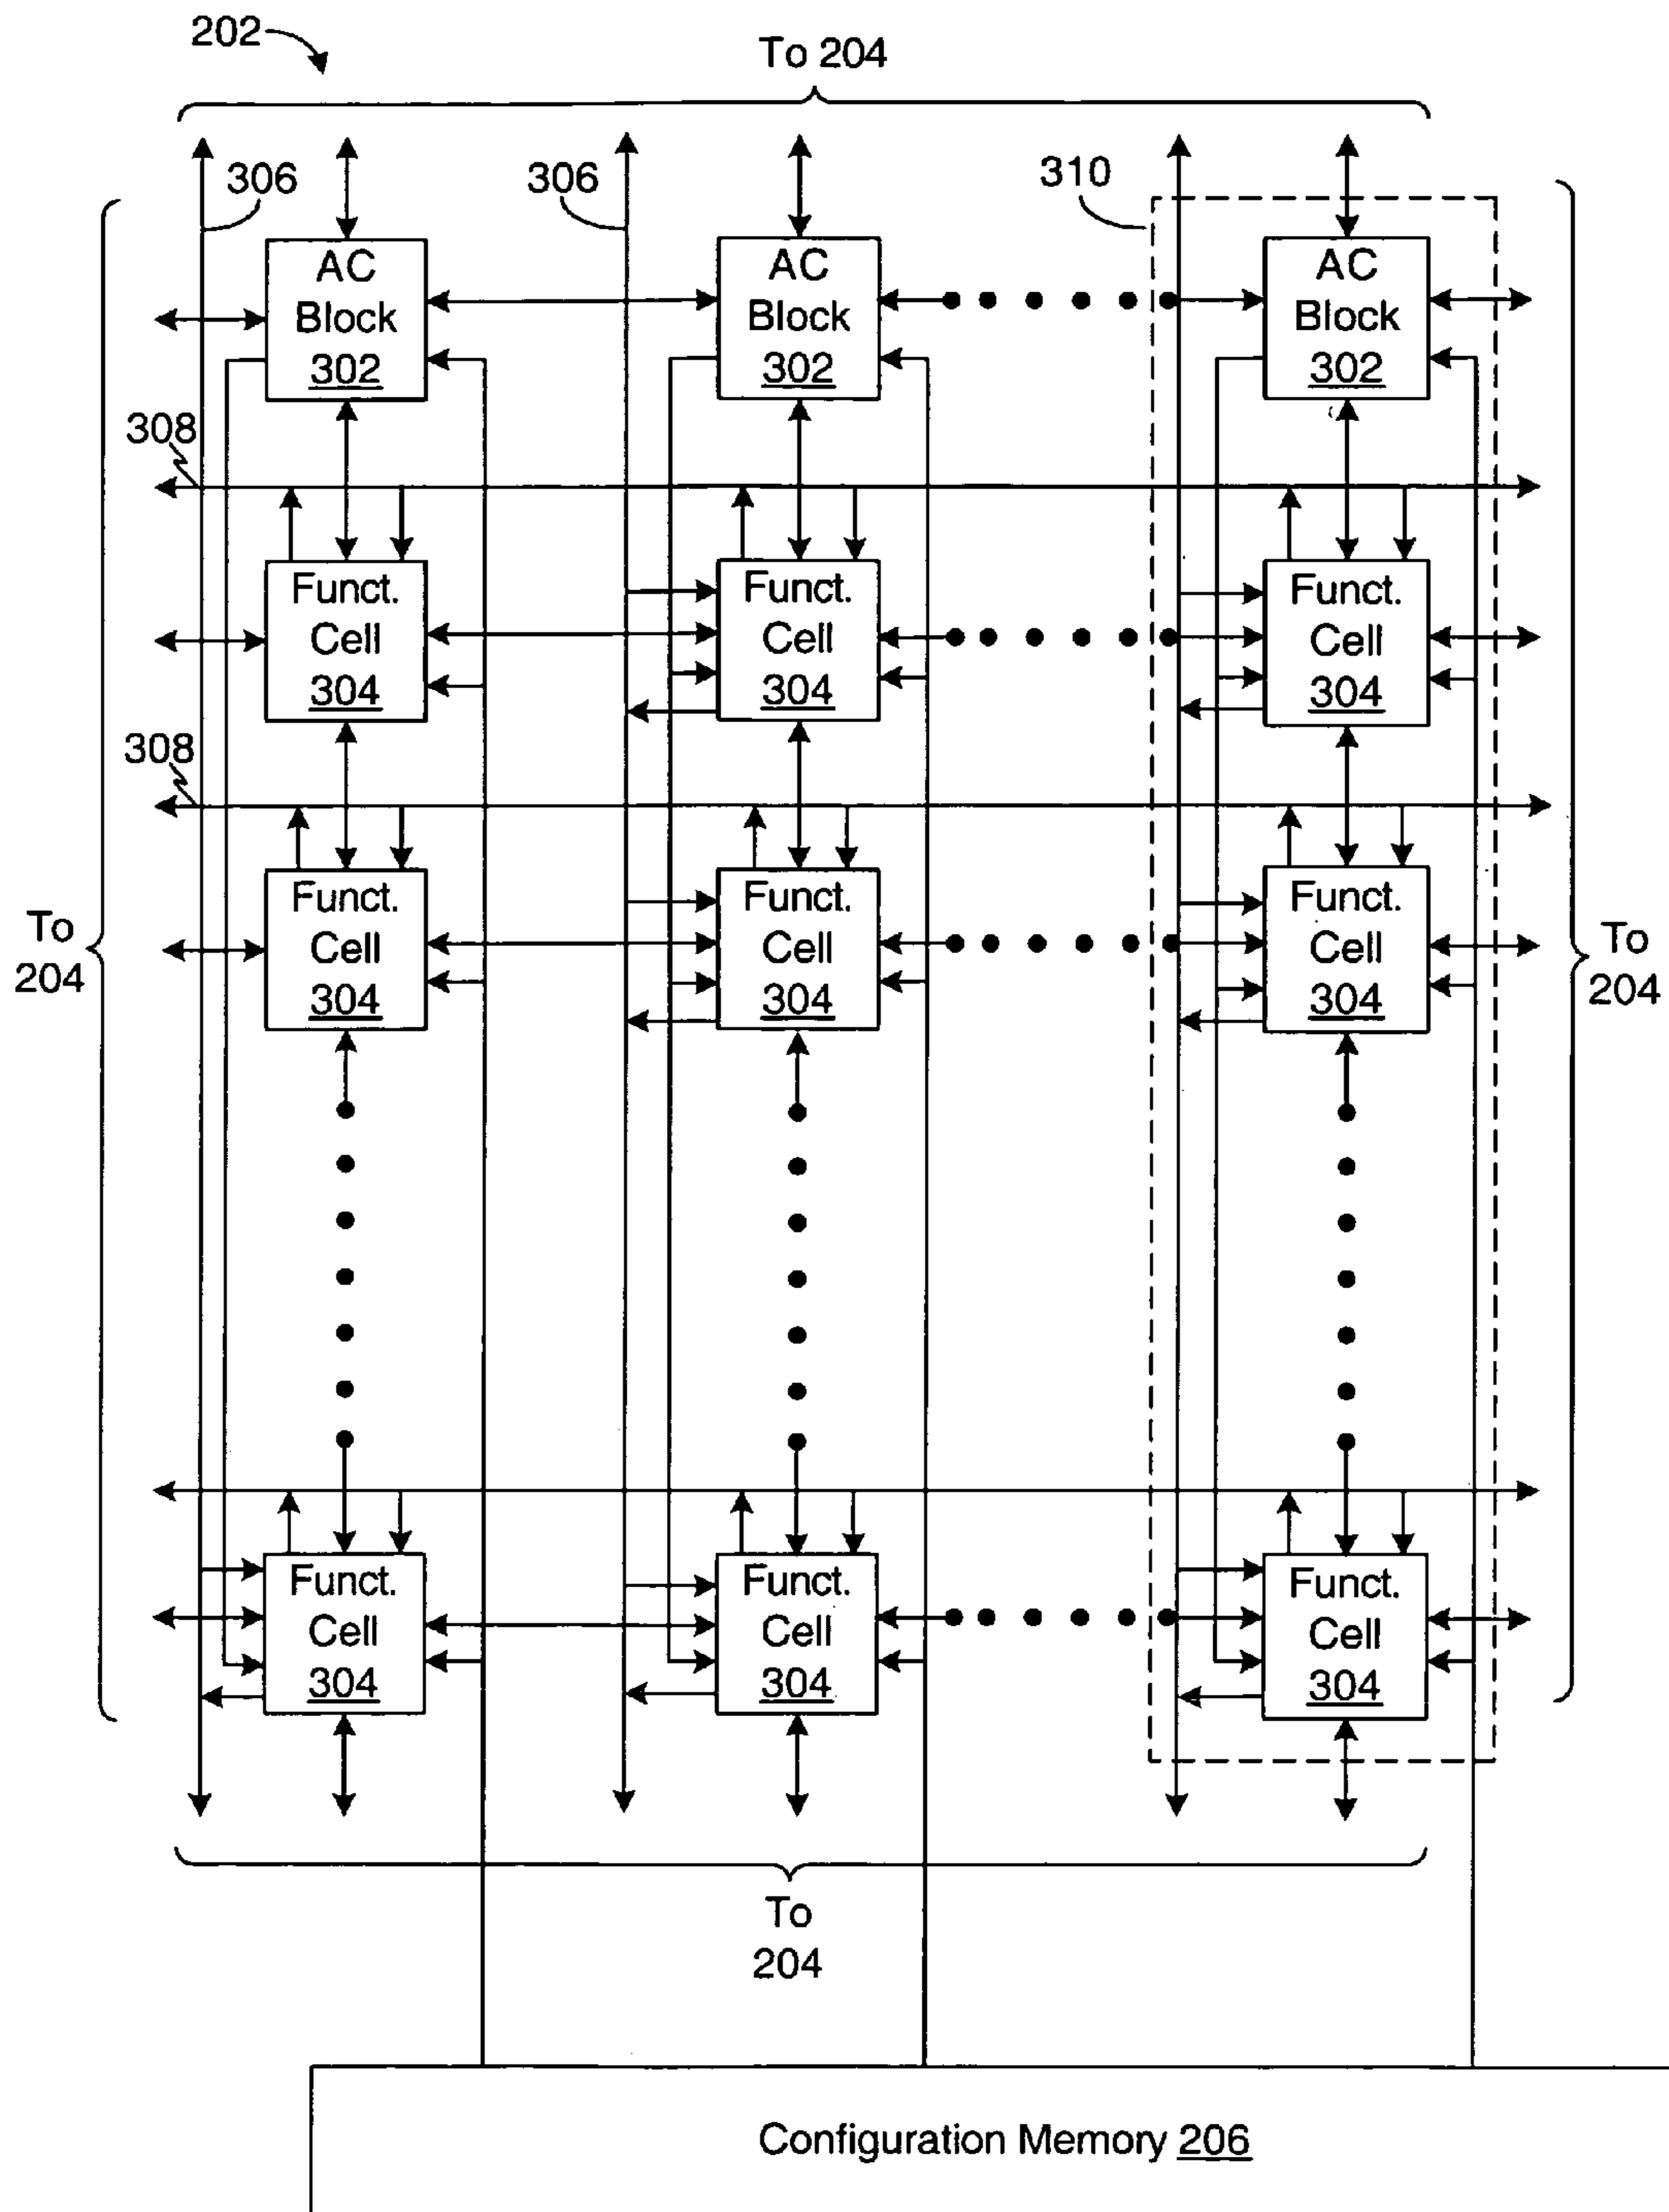 202
To 204
306
306
310
AC
Block
302
AC
Block
302
AC
Block
302
308
Funct.
Cell
304
Funct.
Cell
304
Funct.
Cell
304
308
Funct.
Cell
304
Funct.
Cell
304
Funct.
Cell
304
To
204
To
204
Funct.
Cell
304
Funct.
Cell
304
Funct.
Cell
304
To
204
Configuration Memory 206